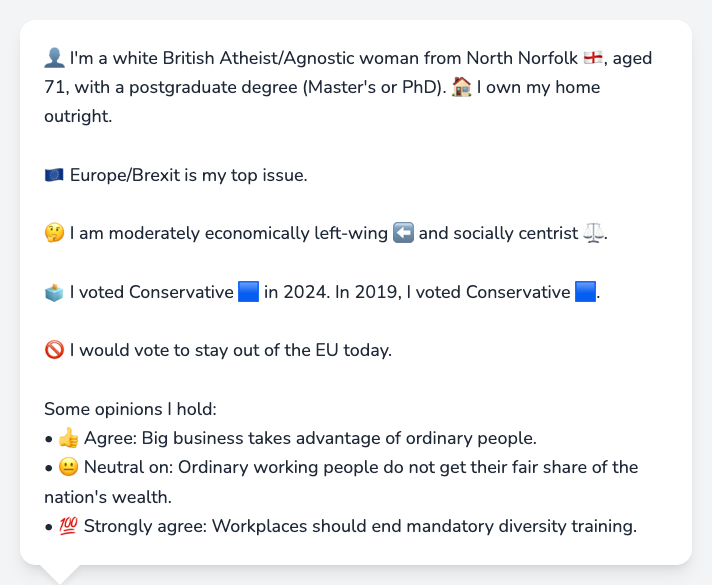 👤 I'm a white British Atheist/Agnostic woman from North Norfolk 🏴󠁧󠁢󠁥󠁮󠁧󠁿, aged
71, with a postgraduate degree (Master's or PhD). 🏠 I own my home
outright.
🇪🇺 Europe/Brexit is my top issue.
🤔 I am moderately economically left-wing ⬅️ and socially centrist ⚖️.
🗳️ I voted Conservative 🟦 in 2024. In 2019, I voted Conservative 🟦.
🚫 I would vote to stay out of the EU today.
Some opinions I hold:
• 👍 Agree: Big business takes advantage of ordinary people.
• 😐 Neutral on: Ordinary working people do not get their fair share of the
nation's wealth.
• 💯 Strongly agree: Workplaces should end mandatory diversity training.